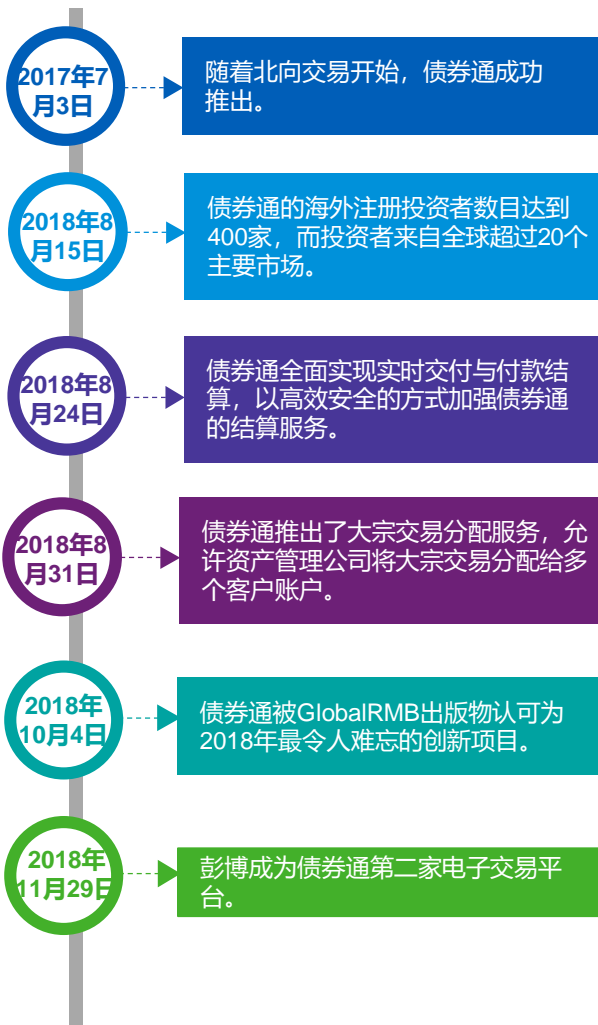 2017年7
月3日
随着北向交易开始，债券通成功
推出。
2018年8
月15日
债券通的海外注册投资者数目达到
400家，而投资者来自全球超过20个
主要市场。
2018年8
月24日
债券通全面实现实时交付与付款结
算，以高效安全的方式加强债券通
的结算服务。
2018年8
月31日
债券通推出了大宗交易分配服务，允
许资产管理公司将大宗交易分配给多
个客户账户。
2018年
10月4日
债券通被GlobalRMB出版物认可为
2018年最令人难忘的创新项目。
2018年
11月29日
彭博成为债券通第二家电子交易平
台。